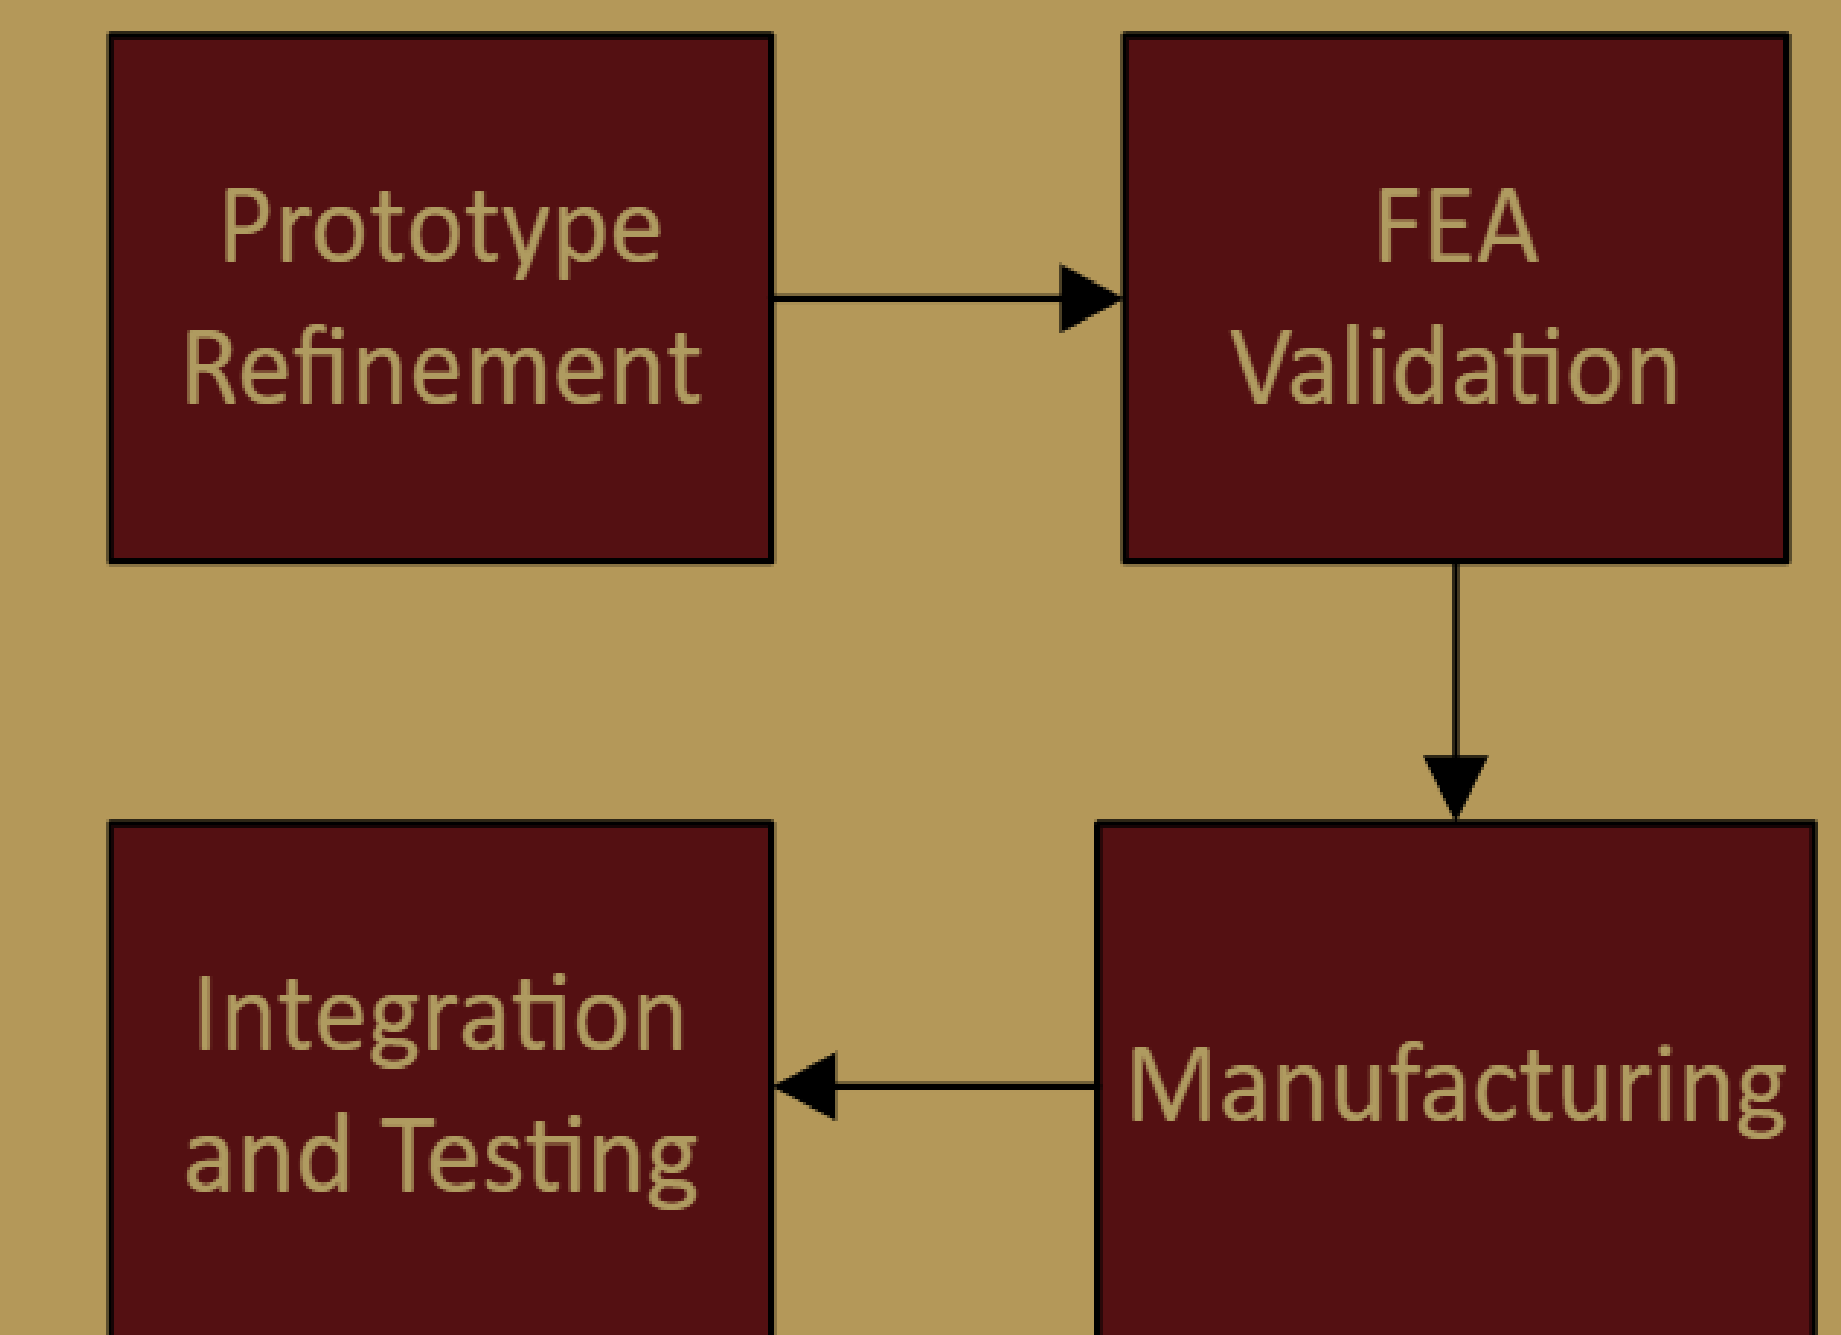 Prototype
Refinement
FEA
Validation
Integration
and Testing
Manufacturing